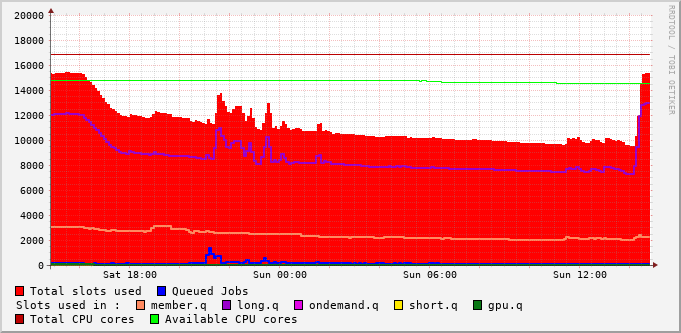 RRDTOOL / TOBI OETIKER
20000
18000
16000
14000
12000
10000
8000
6000
4000
2000
0
Sat 18:00 Sun 00:00 Sun 06:00 Sun 12:00
Total slots used Queued Jobs
Slots used in : member.q long.q ondemand.q short.q gpu.q
Total CPU cores Available CPU cores